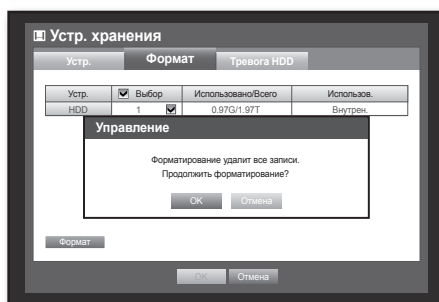 Устр. хранения
Устр. Формат Тревога HDD
Устр. Выбор Использовано/Всего Использов.
HDD 1 0.97G/1.97T Внутрен.
Управление
Форматирование удалит все записи.
Продолжить форматирование?
OK Отмена
Формат
OK Отмена